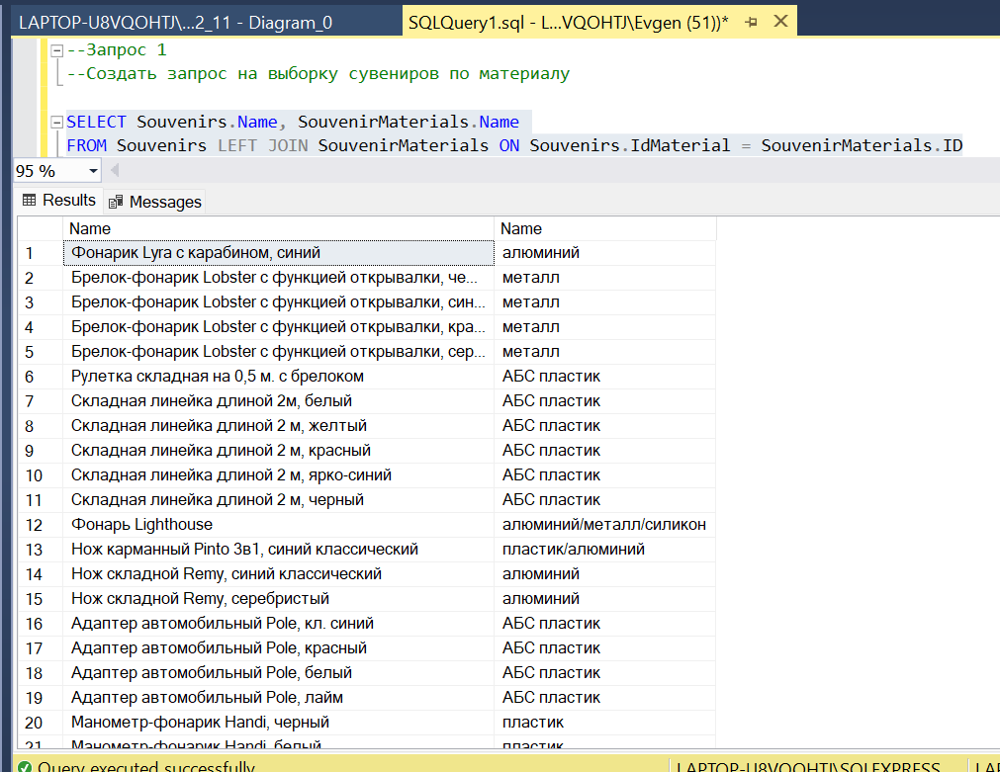 LAPTOP-U8VQOHTJ\...2_11 - Diagram_0 SQLQuery1.sql - L...VQOHTJ\Evgen (51))*
--Запрос 1
--Создать запрос на выборку сувениров по материалу
SELECT Souvenirs.Name, SouvenirMaterials.Name
FROM Souvenirs LEFT JOIN SouvenirMaterials ON Souvenirs.IdMaterial = SouvenirMaterials.ID
95 %
Results Messages
Name Name
1 Фонарик Lyra с карабином, синий алюминий
2 Брелок-фонарик Lobster с функцией открывалки, че... металл
3 Брелок-фонарик Lobster с функцией открывалки, син... металл
4 Брелок-фонарик Lobster с функцией открывалки, кра... металл
5 Брелок-фонарик Lobster с функцией открывалки, сер... металл
6 Рулетка складная на 0,5 м. с брелоком АБС пластик
7 Складная линейка длиной 2м, белый АБС пластик
8 Складная линейка длиной 2 м, желтый АБС пластик
9 Складная линейка длиной 2 м, красный АБС пластик
10 Складная линейка длиной 2 м, ярко-синий АБС пластик
11 Складная линейка длиной 2 м, черный АБС пластик
12 Фонарь Lighthouse алюминий/металл/силикон
13 Нож карманный Pinto 3в1, синий классический пластик/алюминий
14 Нож складной Remy, синий классический алюминий
15 Нож складной Remy, серебристый алюминий
16 Адаптер автомобильный Pole, кл. синий АБС пластик
17 Адаптер автомобильный Pole, красный АБС пластик
18 Адаптер автомобильный Pole, белый АБС пластик
19 Адаптер автомобильный Pole, лайм АБС пластик
20 Манометр-фонарик Handi, черный пластик
21 Манометр-фонарик Handi, белый пластик
Query executed successfully. LAPTOP-U8VQOHTJ\SQLEXPRESS